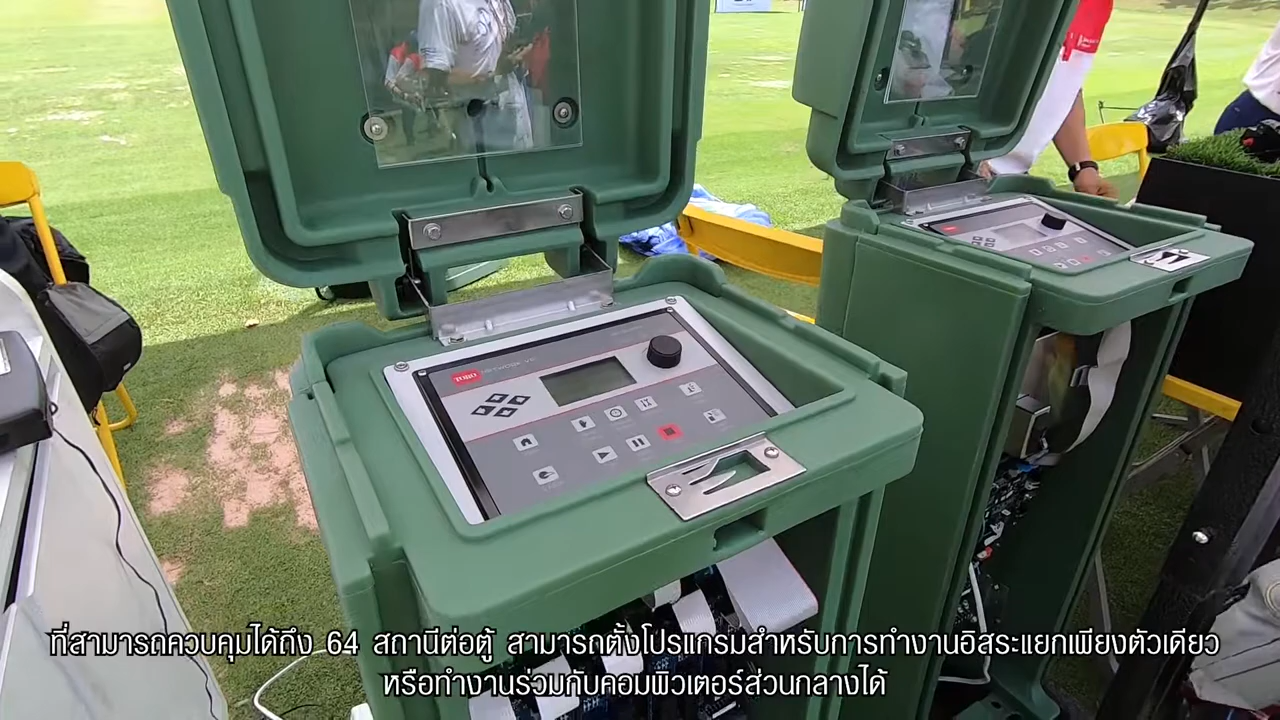 TORO
ที่สามารถควบคุมได้ถึง 64 สถานีต่อตู้ สามารถตั้งโปรแกรมสำหรับการทำงานอิสระแยกเพียงตัวเดียว
หรือทำงานร่วมกับคอมพิวเตอร์ส่วนกลางได้